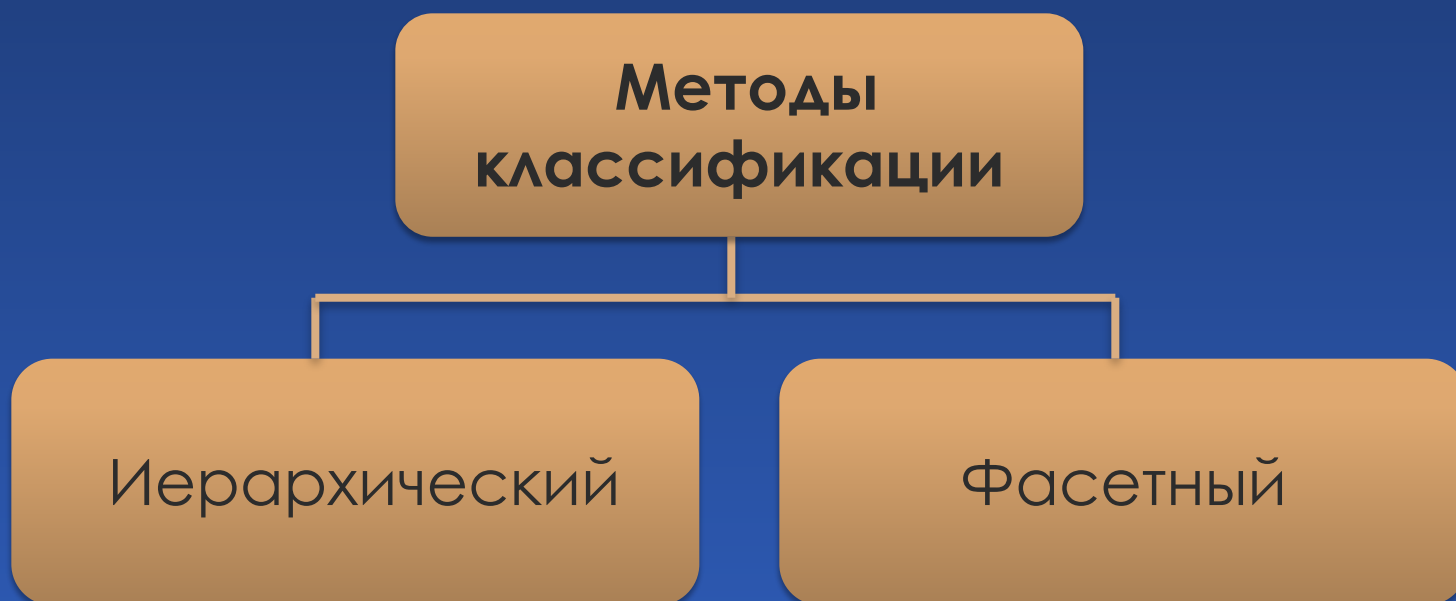 Методы
классификации
Иерархический
Фасетный